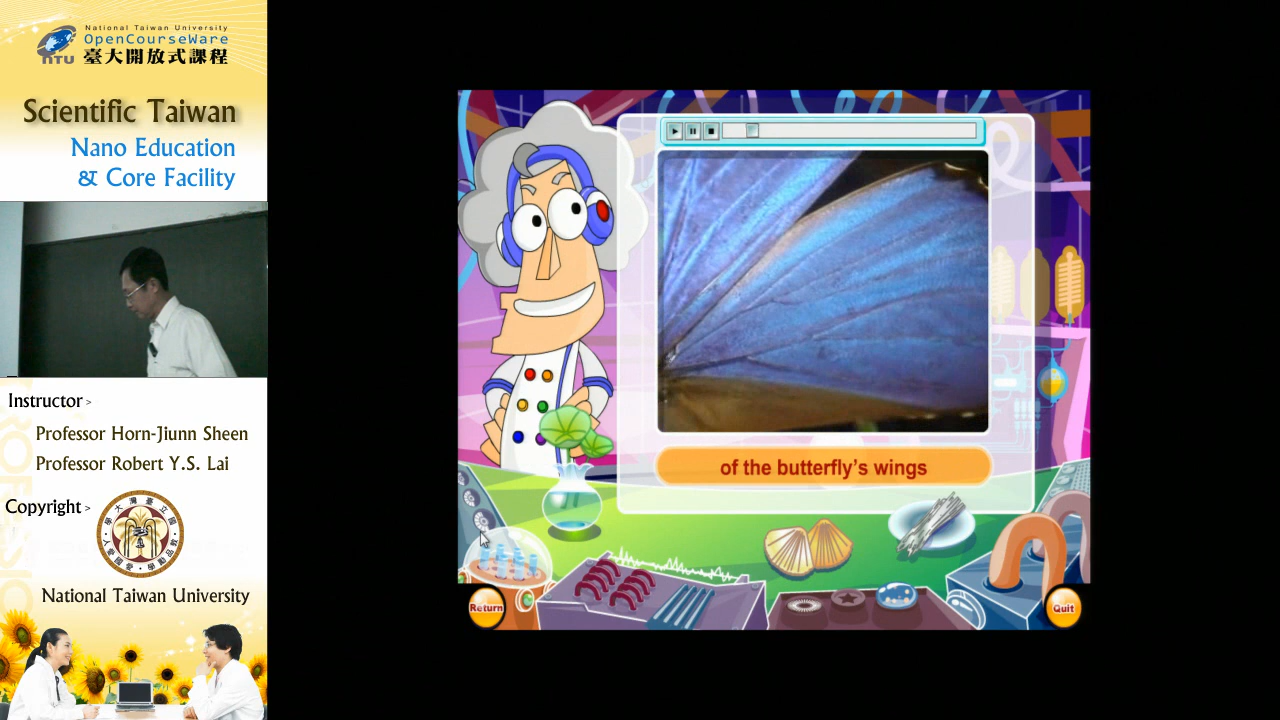 National Taiwan University
OpenCourseWare
NTU
臺大開放式課程
Scientific Taiwan
Nano Education
& Core Facility
Instructor >
Professor Horn-Jiunn Sheen
Professor Robert Y.S. Lai
Copyright >
National Taiwan University
of the butterfly's wings
Return
Quit